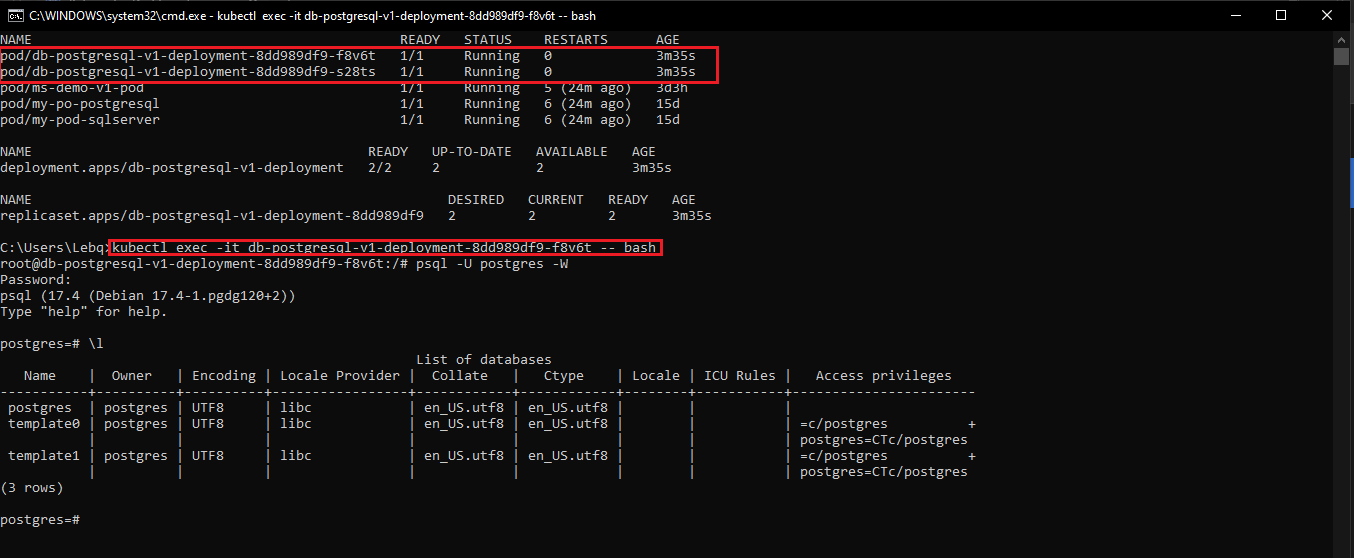 C:\WINDOWS\system32\cmd.exe - kubectl  exec -it db-postgresql-v1-deployment-8dd989df9-f8v6t -- bash
NAME                                              READY   STATUS    RESTARTS      AGE
pod/db-postgresql-v1-deployment-8dd989df9-f8v6t   1/1     Running   0             3m35s
pod/db-postgresql-v1-deployment-8dd989df9-s28ts   1/1     Running   0             3m35s
pod/ms-demo-v1-pod                                1/1     Running   5 (24m ago)   3d3h
pod/my-po-postgresql                              1/1     Running   6 (24m ago)   15d
pod/my-pod-sqlserver                              1/1     Running   6 (24m ago)   15d
NAME                                          READY   UP-TO-DATE   AVAILABLE   AGE
deployment.apps/db-postgresql-v1-deployment   2/2     2            2           3m35s
NAME                                                    DESIRED   CURRENT   READY   AGE
replicaset.apps/db-postgresql-v1-deployment-8dd989df9   2         2         2       3m35s
C:\Users\Lebq>kubectl exec -it db-postgresql-v1-deployment-8dd989df9-f8v6t -- bash
root@db-postgresql-v1-deployment-8dd989df9-f8v6t:/# psql -U postgres -W
Password:
psql (17.4 (Debian 17.4-1.pgdg120+2))
Type "help" for help.
postgres=# \l
                                                    List of databases
   Name    |  Owner   | Encoding | Locale Provider |  Collate   |   Ctype    | Locale | ICU Rules |   Access privileges
-----------+----------+----------+-----------------+------------+------------+--------+-----------+-----------------------
 postgres  | postgres | UTF8     | libc            | en_US.utf8 | en_US.utf8 |        |           |
 template0 | postgres | UTF8     | libc            | en_US.utf8 | en_US.utf8 |        |           | =c/postgres          +
           |          |          |                 |            |            |        |           | postgres=CTc/postgres
 template1 | postgres | UTF8     | libc            | en_US.utf8 | en_US.utf8 |        |           | =c/postgres          +
           |          |          |                 |            |            |        |           | postgres=CTc/postgres
(3 rows)
postgres=#